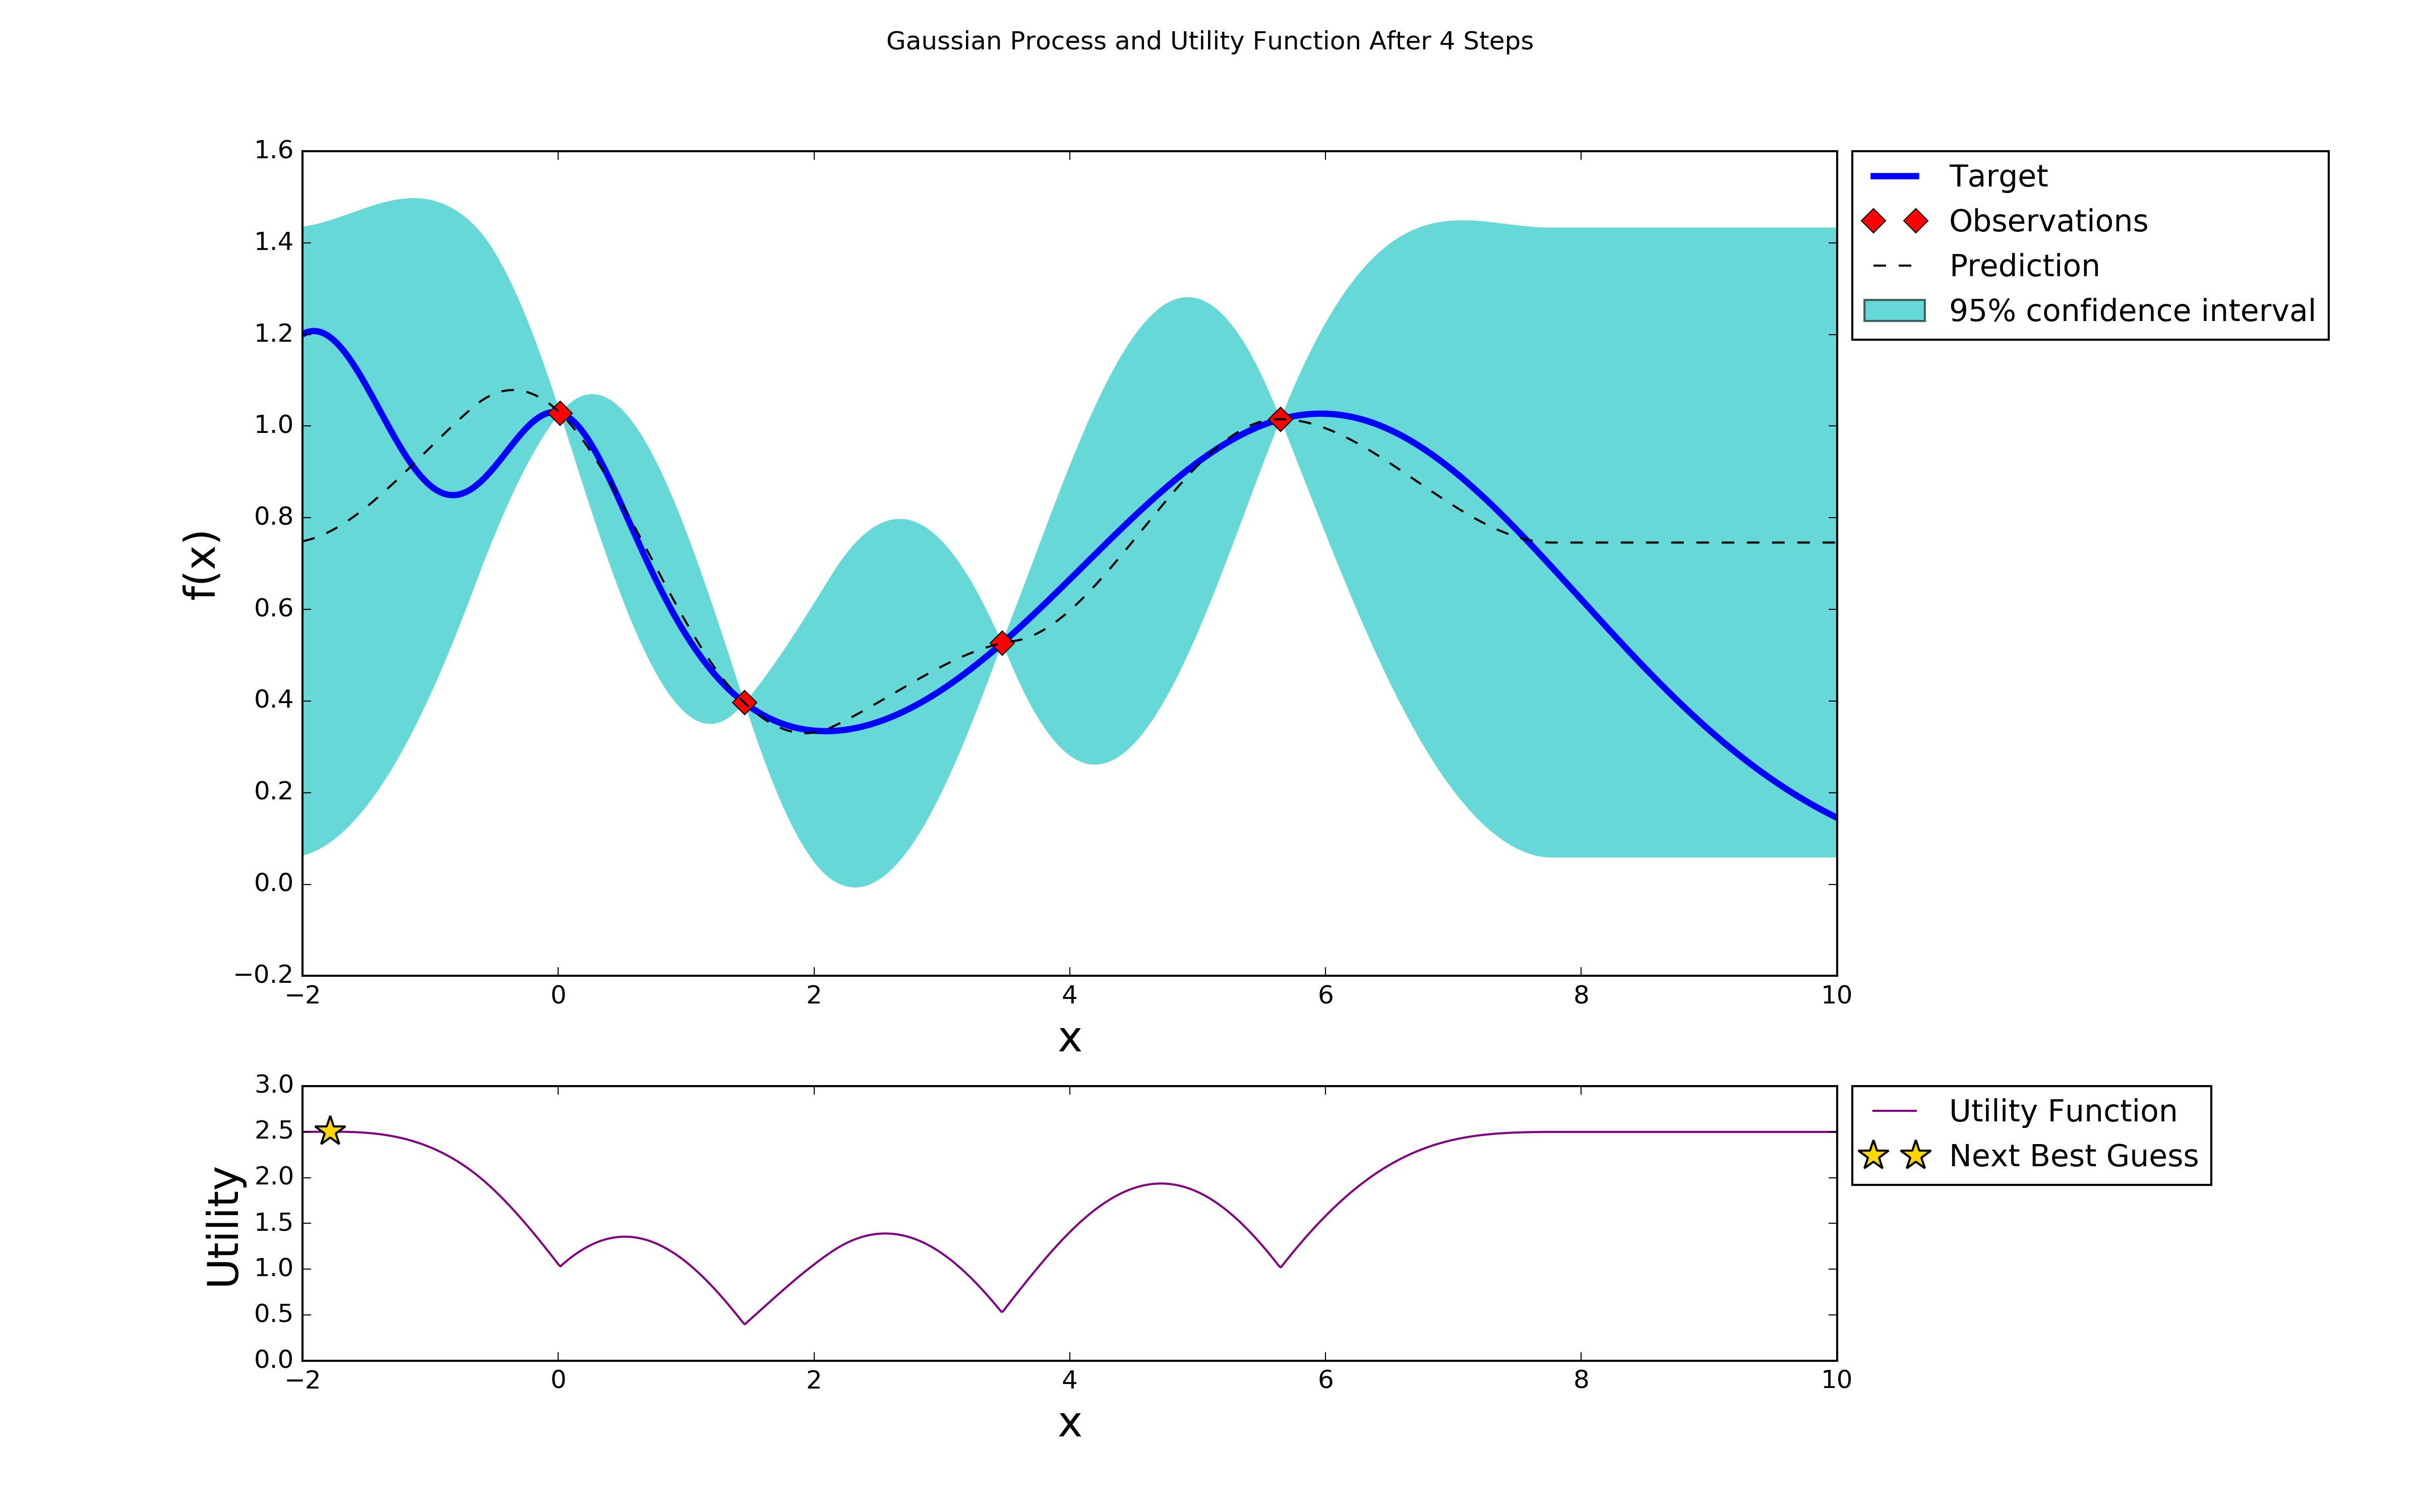 Gaussian Process and Utility Function After 4 Steps
1.6
1.4
1.2
1.0
0.8
0.6
0.4
0.2
0.0
−0.2
f(x)
−2 0 2 4 6 8 10
x
Target
Observations
Prediction
95% confidence interval
3.0
2.5
2.0
1.5
1.0
0.5
0.0
Utility
−2 0 2 4 6 8 10
x
Utility Function
Next Best Guess